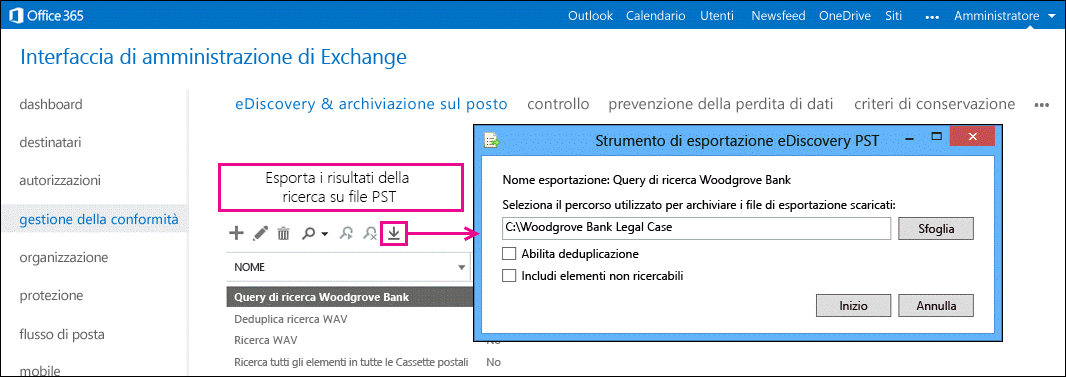 Office 365
Outlook Calendario Utenti Newsfeed OneDrive Siti ••• Amministratore
Interfaccia di amministrazione di Exchange
dashboard
destinatari
autorizzazioni
gestione della conformità
organizzazione
protezione
flusso di posta
mobile
eDiscovery & archiviazione sul posto controllo prevenzione della perdita di dati criteri di conservazione •••
Esporta i risultati della
ricerca su file PST
NOME
Query di ricerca Woodgrove Bank
Deduplica ricerca WAV
Ricerca WAV
No
Ricerca tutti gli elementi in tutte le Cassette postali No
Strumento di esportazione eDiscovery PST
Nome esportazione: Query di ricerca Woodgrove Bank
Seleziona il percorso utilizzato per archiviare i file di esportazione scaricati:
C:\Woodgrove Bank Legal Case
Sfoglia
Abilita deduplicazione
Includi elementi non ricercabili
Inizio Annulla